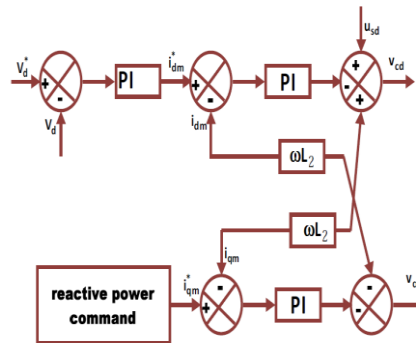 u_sd
V_d^* + - PI i_dm^* + - PI + - + v_cd
V_d
i_dm
ωL_2
ωL_2
i_qm
reactive power
command
i_qm^* + - PI - - v_c